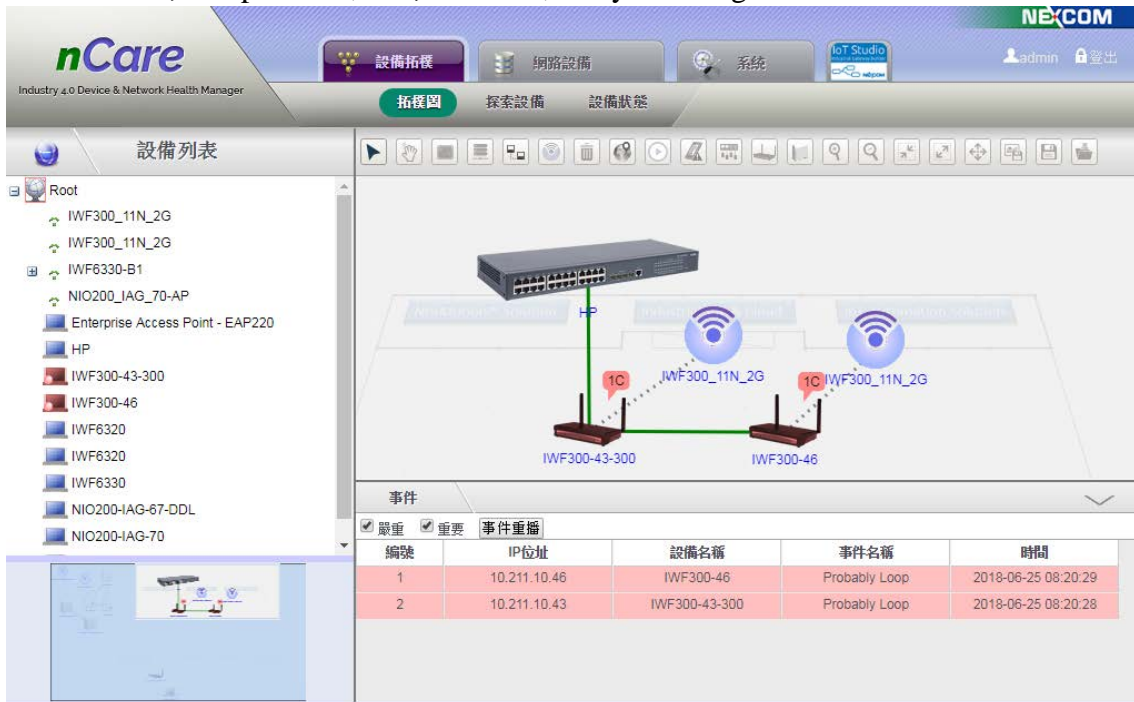 NEXCOM
nCare
Industry 4.0 Device & Network Health Manager
設備拓樸
網路設備
系統
IoT Studio
admin
登出
拓樸圖
探索設備
設備狀態
設備列表
Root
IWF300_11N_2G
IWF300_11N_2G
IWF6330-B1
NIO200_IAG_70-AP
Enterprise Access Point - EAP220
HP
IWF300-43-300
IWF300-46
IWF6320
IWF6320
IWF6330
NIO200-IAG-67-DDL
NIO200-IAG-70
HP
IWF300_11N_2G
IWF300_11N_2G
1C
1C
IWF300-43-300
IWF300-46
事件
嚴重 重要 事件重播
編號 IP位址 設備名稱 事件名稱 時間
1 10.211.10.46 IWF300-46 Probably Loop 2018-06-25 08:20:29
2 10.211.10.43 IWF300-43-300 Probably Loop 2018-06-25 08:20:28